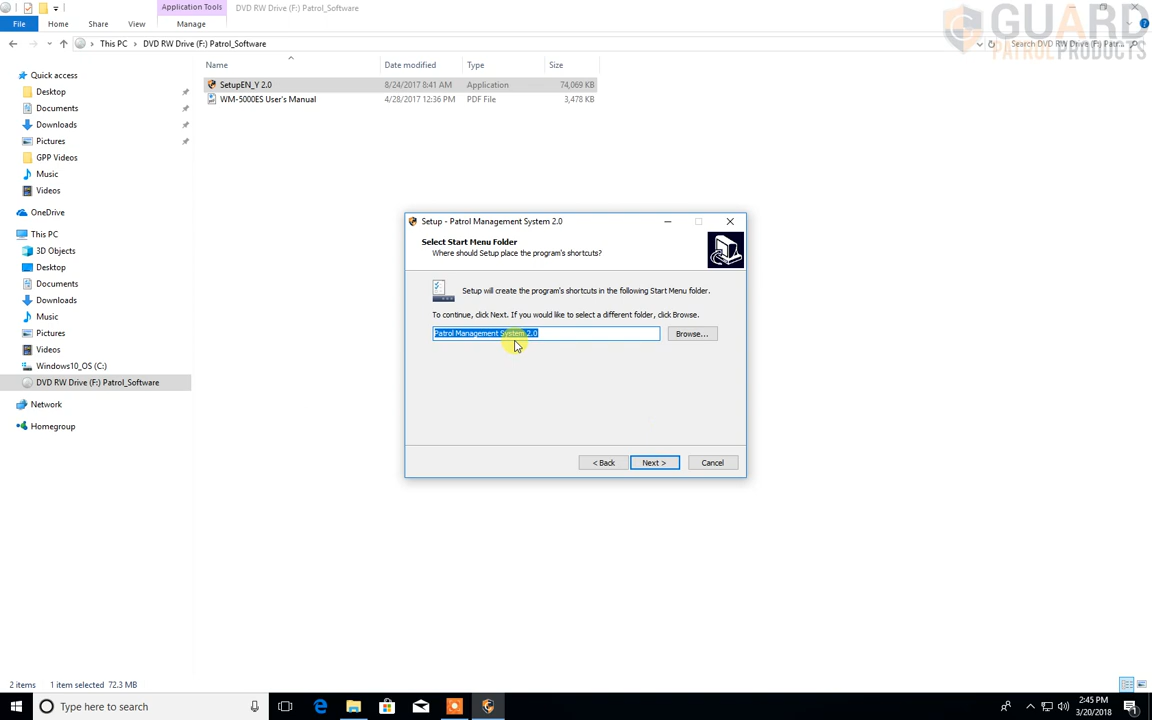 Application Tools
DVD RW Drive (F:) Patrol_Software
File
Home
Share
View
Manage
This PC
DVD RW Drive (F:) Patrol_Software
Search DVD RW Drive (F:) Patr...
GUARD
PATROL PRODUCTS
Name
Date modified
Type
Size
SetupEN_Y 2.0
8/24/2017 8:41 AM
Application
74,069 KB
WM-5000ES User's Manual
4/28/2017 12:36 PM
PDF File
3,478 KB
Quick access
Desktop
Documents
Downloads
Pictures
GPP Videos
Music
Videos
OneDrive
This PC
3D Objects
Desktop
Documents
Downloads
Music
Pictures
Videos
Windows10_OS (C:)
DVD RW Drive (F:) Patrol_Software
Network
Homegroup
Setup - Patrol Management System 2.0
Select Start Menu Folder
Where should Setup place the program's shortcuts?
Setup will create the program's shortcuts in the following Start Menu folder.
To continue, click Next. If you would like to select a different folder, click Browse.
Patrol Management System 2.0
Browse...
< Back
Next >
Cancel
2 items
1 item selected 72.3 MB
Type here to search
2:45 PM
3/20/2018